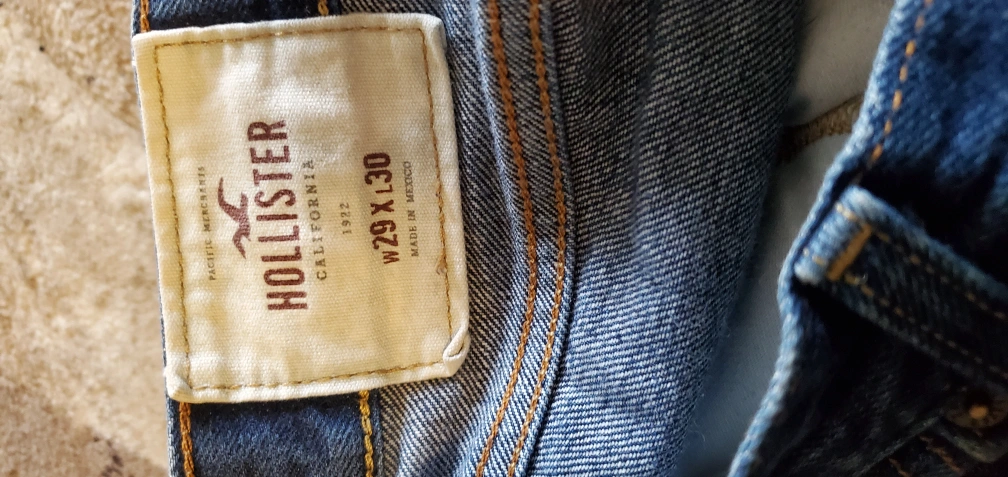 PACIFIC MERCHANTS
HOLLISTER
CALIFORNIA
1922
W29 X L30
MADE IN MEXICO